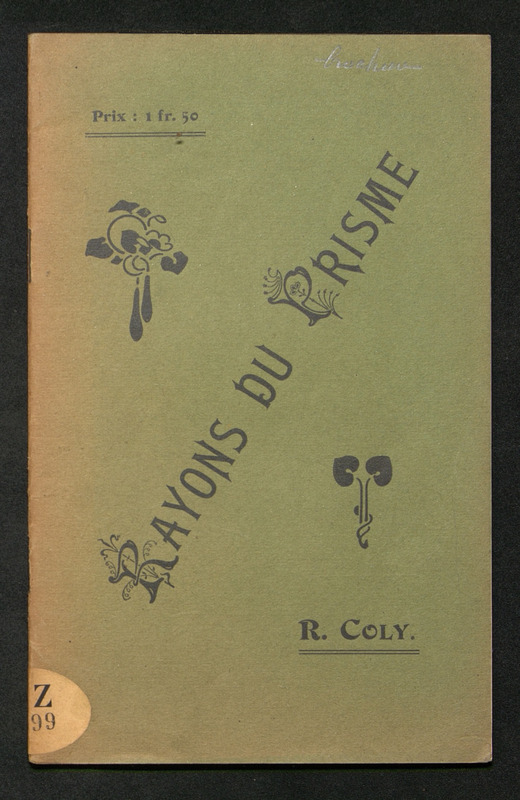 Prix : 1 fr. 50
RAYONS DU PRISME
R. COLY.
Z
99